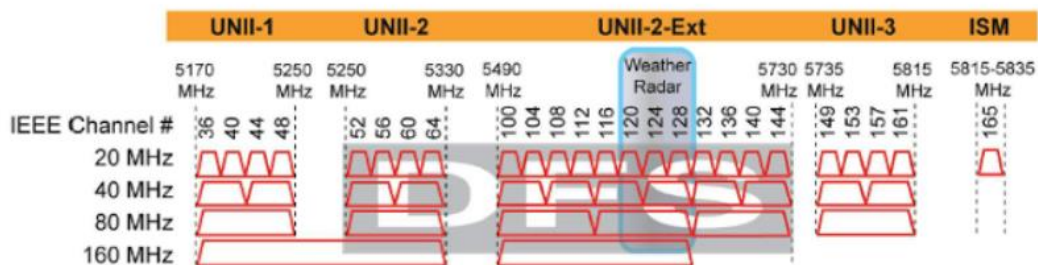 UNII-1 UNII-2 UNII-2-Ext UNII-3 ISM
5170 MHz 5250 MHz 5250 MHz 5330 MHz 5490 MHz Weather Radar 5730 MHz 5735 MHz 5815 MHz 5815-5835 MHz
IEEE Channel # 36 40 44 48 52 56 60 64 100 104 108 112 116 120 124 128 132 136 140 144 149 153 157 161 165
20 MHz
40 MHz
80 MHz
160 MHz
DFS